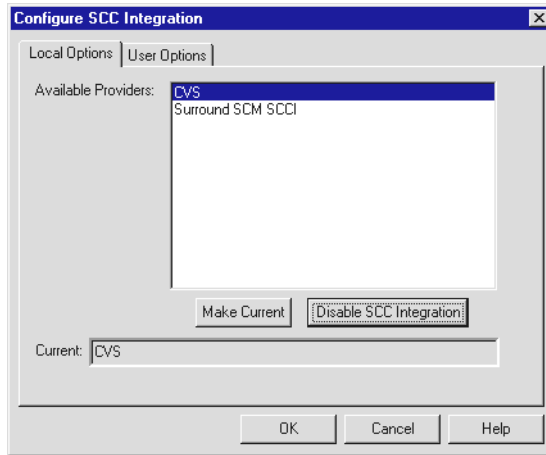 Configure SCC Integration
Local Options User Options
Available Providers:
CVS
Surround SCM SCCI
Make Current Disable SCC Integration
Current: CVS
OK Cancel Help